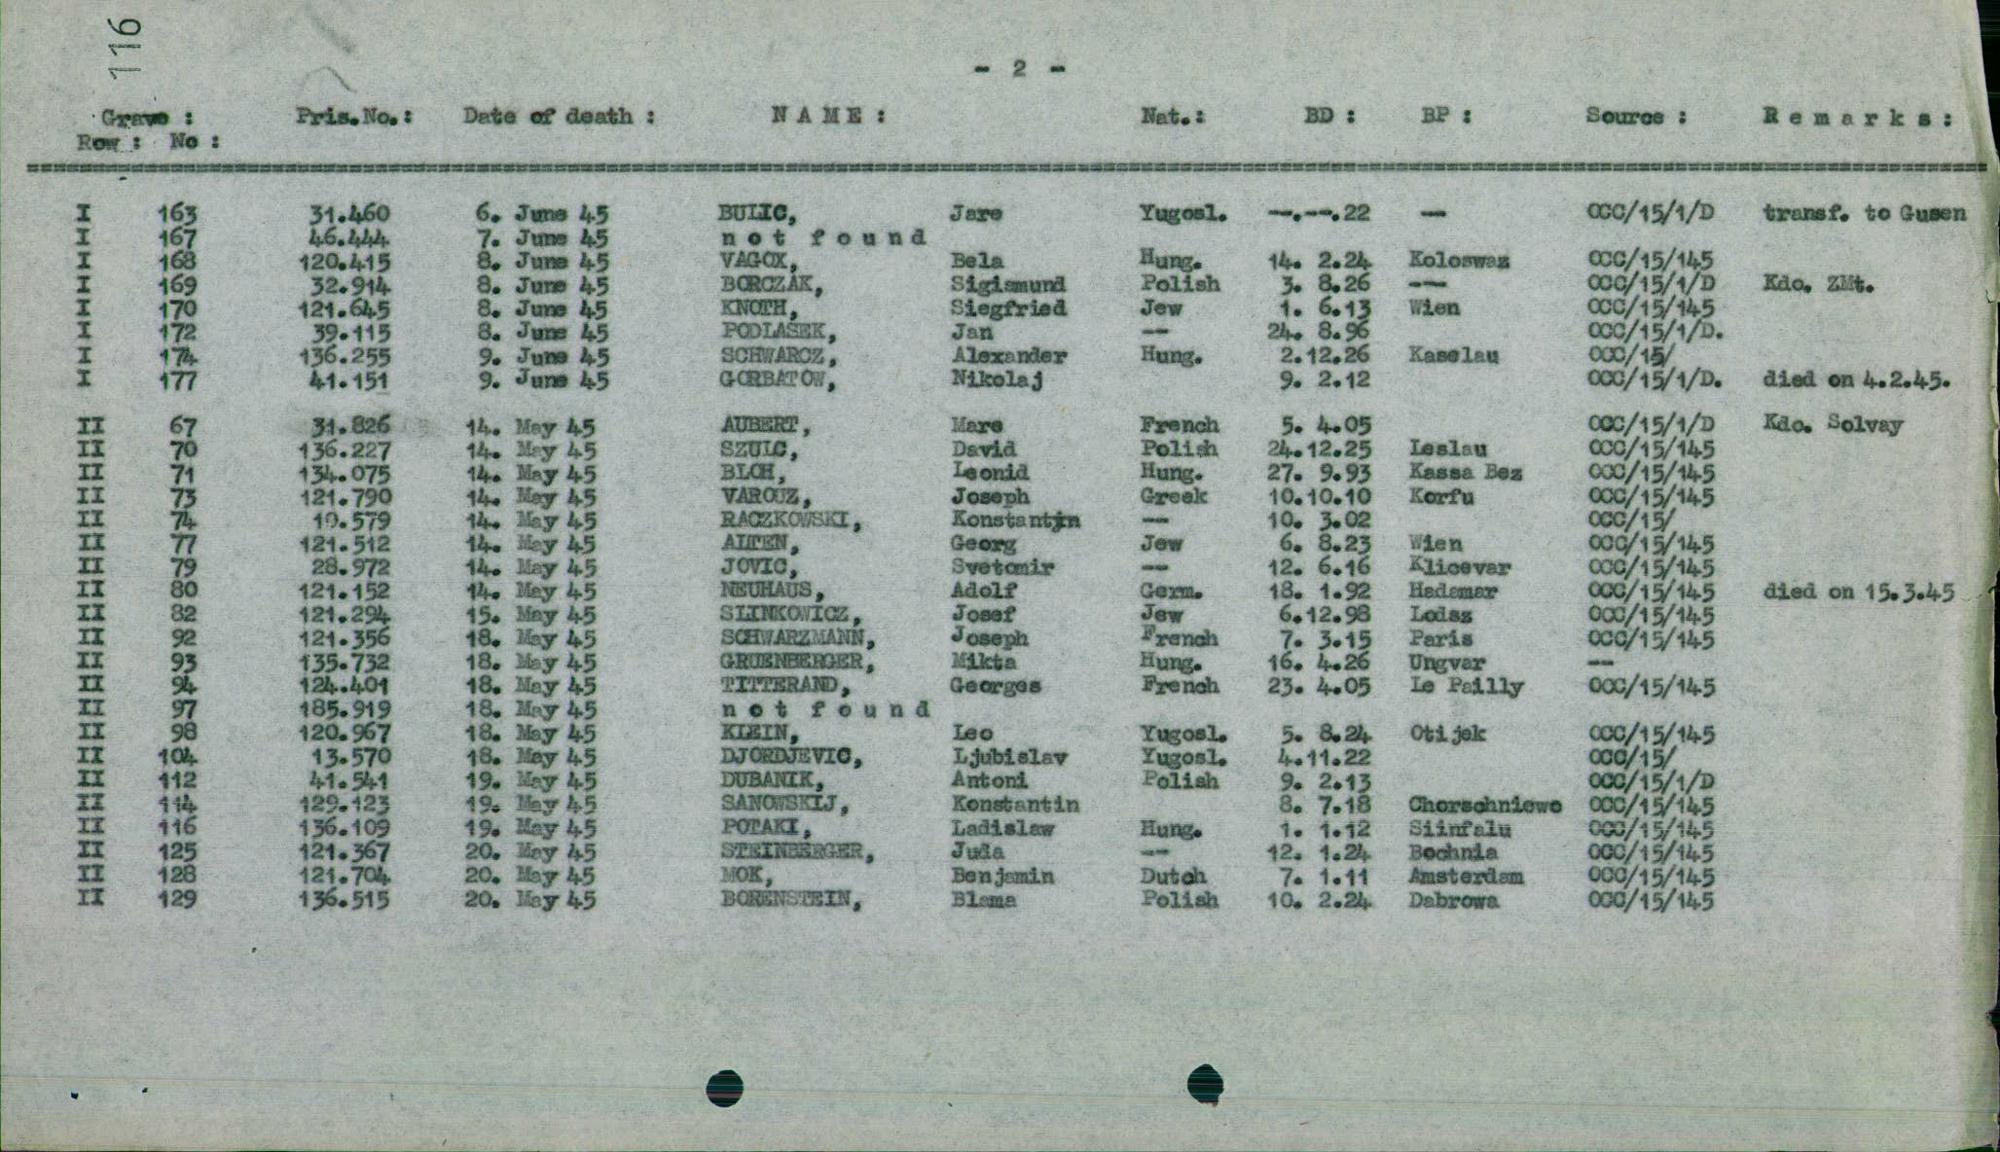 116
- 2 -
Grave : Pris.No.: Date of death : N A M E : Nat.: BD : BP : Source : R e m a r k s :
Row : No :
I 163 31.460 6. June 45 BULIC, Jare Yugosl. --.--.22 -- OCC/15/1/D transf. to Gusen
I 167 46.444 7. June 45 n o t f o u n d
I 168 120.415 8. June 45 VAGOX, Bela Hung. 14. 2.24 Koloswaz OCC/15/145
I 169 32.914 8. June 45 BORCZAK, Sigismund Polish 3. 8.26 --- OCC/15/1/D Kdo. ZMt.
I 170 121.645 8. June 45 KNOTH, Siegfried Jew 1. 6.13 Wien OCC/15/145
I 172 39.115 8. June 45 PODLASEK, Jan -- 24. 8.96 OCC/15/1/D.
I 174 136.255 9. June 45 SCHWARCZ, Alexander Hung. 2.12.26 Kaselau OCC/15/
I 177 41.151 9. June 45 GORBATOW, Nikolaj 9. 2.12 OCC/15/1/D. died on 4.2.45.
II 67 31.826 14. May 45 AUBERT, Marc French 5. 4.05 OCC/15/1/D Kdo. Solvay
II 70 136.227 14. May 45 SZULC, David Polish 24.12.25 Leslau OCC/15/145
II 71 134.075 14. May 45 BLCH, Leonid Hung. 27. 9.93 Kassa Bez OCC/15/145
II 73 121.790 14. May 45 VAROUZ, Joseph Greek 10.10.10 Korfu OCC/15/145
II 74 10.579 14. May 45 RACZKOWSKI, Konstantyn -- 10. 3.02 OCC/15/
II 77 121.512 14. May 45 ALTEN, Georg Jew 6. 8.23 Wien OCC/15/145
II 79 28.972 14. May 45 JOVIC, Svetomir -- 12. 6.16 Klicevar OCC/15/145
II 80 121.152 14. May 45 NEUHAUS, Adolf Germ. 18. 1.92 Hadamar OCC/15/145 died on 15.3.45
II 82 121.294 15. May 45 SLINKOWICZ, Josef Jew 6.12.98 Lodsz OCC/15/145
II 92 121.356 18. May 45 SCHWARZMANN, Joseph French 7. 3.15 Paris OCC/15/145
II 93 135.732 18. May 45 GRUENBERGER, Mikta Hung. 16. 4.26 Ungvar --
II 94 124.401 18. May 45 TITTERAND, Georges French 23. 4.05 Le Pailly OCC/15/145
II 97 185.919 18. May 45 n o t f o u n d
II 98 120.967 18. May 45 KLEIN, Leo Yugosl. 5. 8.24 Otijek OCC/15/145
II 104 13.570 18. May 45 DJORDJEVIC, Ljubislav Yugosl. 4.11.22 OCC/15/
II 112 41.541 19. May 45 DUBANIK, Antoni Polish 9. 2.13 OCC/15/1/D
II 114 129.123 19. May 45 SANOWSKIJ, Konstantin 8. 7.18 Chorschniewo OCC/15/145
II 116 136.109 19. May 45 POTAKI, Ladislaw Hung. 1. 1.12 Siinfalu OCC/15/145
II 125 121.367 20. May 45 STEINBERGER, Juda -- 12. 1.24 Bochnia OCC/15/145
II 128 121.704 20. May 45 MOK, Benjamin Dutch 7. 1.11 Amsterdam OCC/15/145
II 129 136.515 20. May 45 BORENSTEIN, Blama Polish 10. 2.24 Dabrowa OCC/15/145